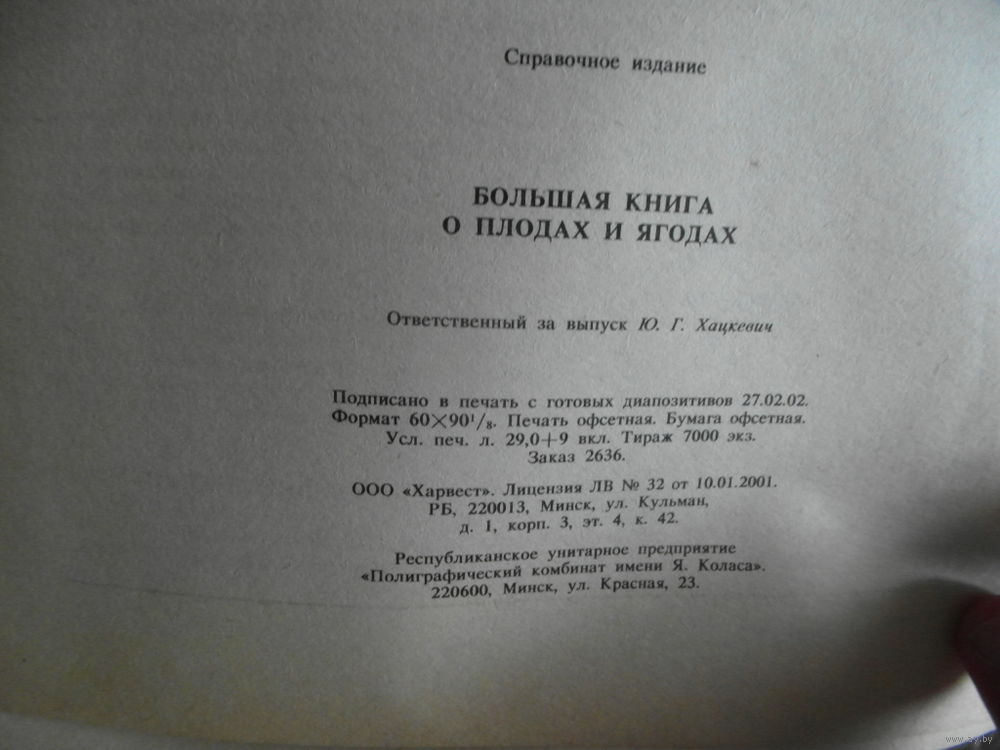 Справочное издание
БОЛЬШАЯ КНИГА
О ПЛОДАХ И ЯГОДАХ
Ответственный за выпуск Ю. Г. Хацкевич
Подписано в печать с готовых диапозитивов 27.02.02.
Формат 60×90¹/₈. Печать офсетная. Бумага офсетная.
Усл. печ. л. 29,0+9 вкл. Тираж 7000 экз.
Заказ 2636.
ООО «Харвест». Лицензия ЛВ № 32 от 10.01.2001.
РБ, 220013, Минск, ул. Кульман,
д. 1, корп. 3, эт. 4, к. 42.
Республиканское унитарное предприятие
«Полиграфический комбинат имени Я. Коласа».
220600, Минск, ул. Красная, 23.
www.ay.by